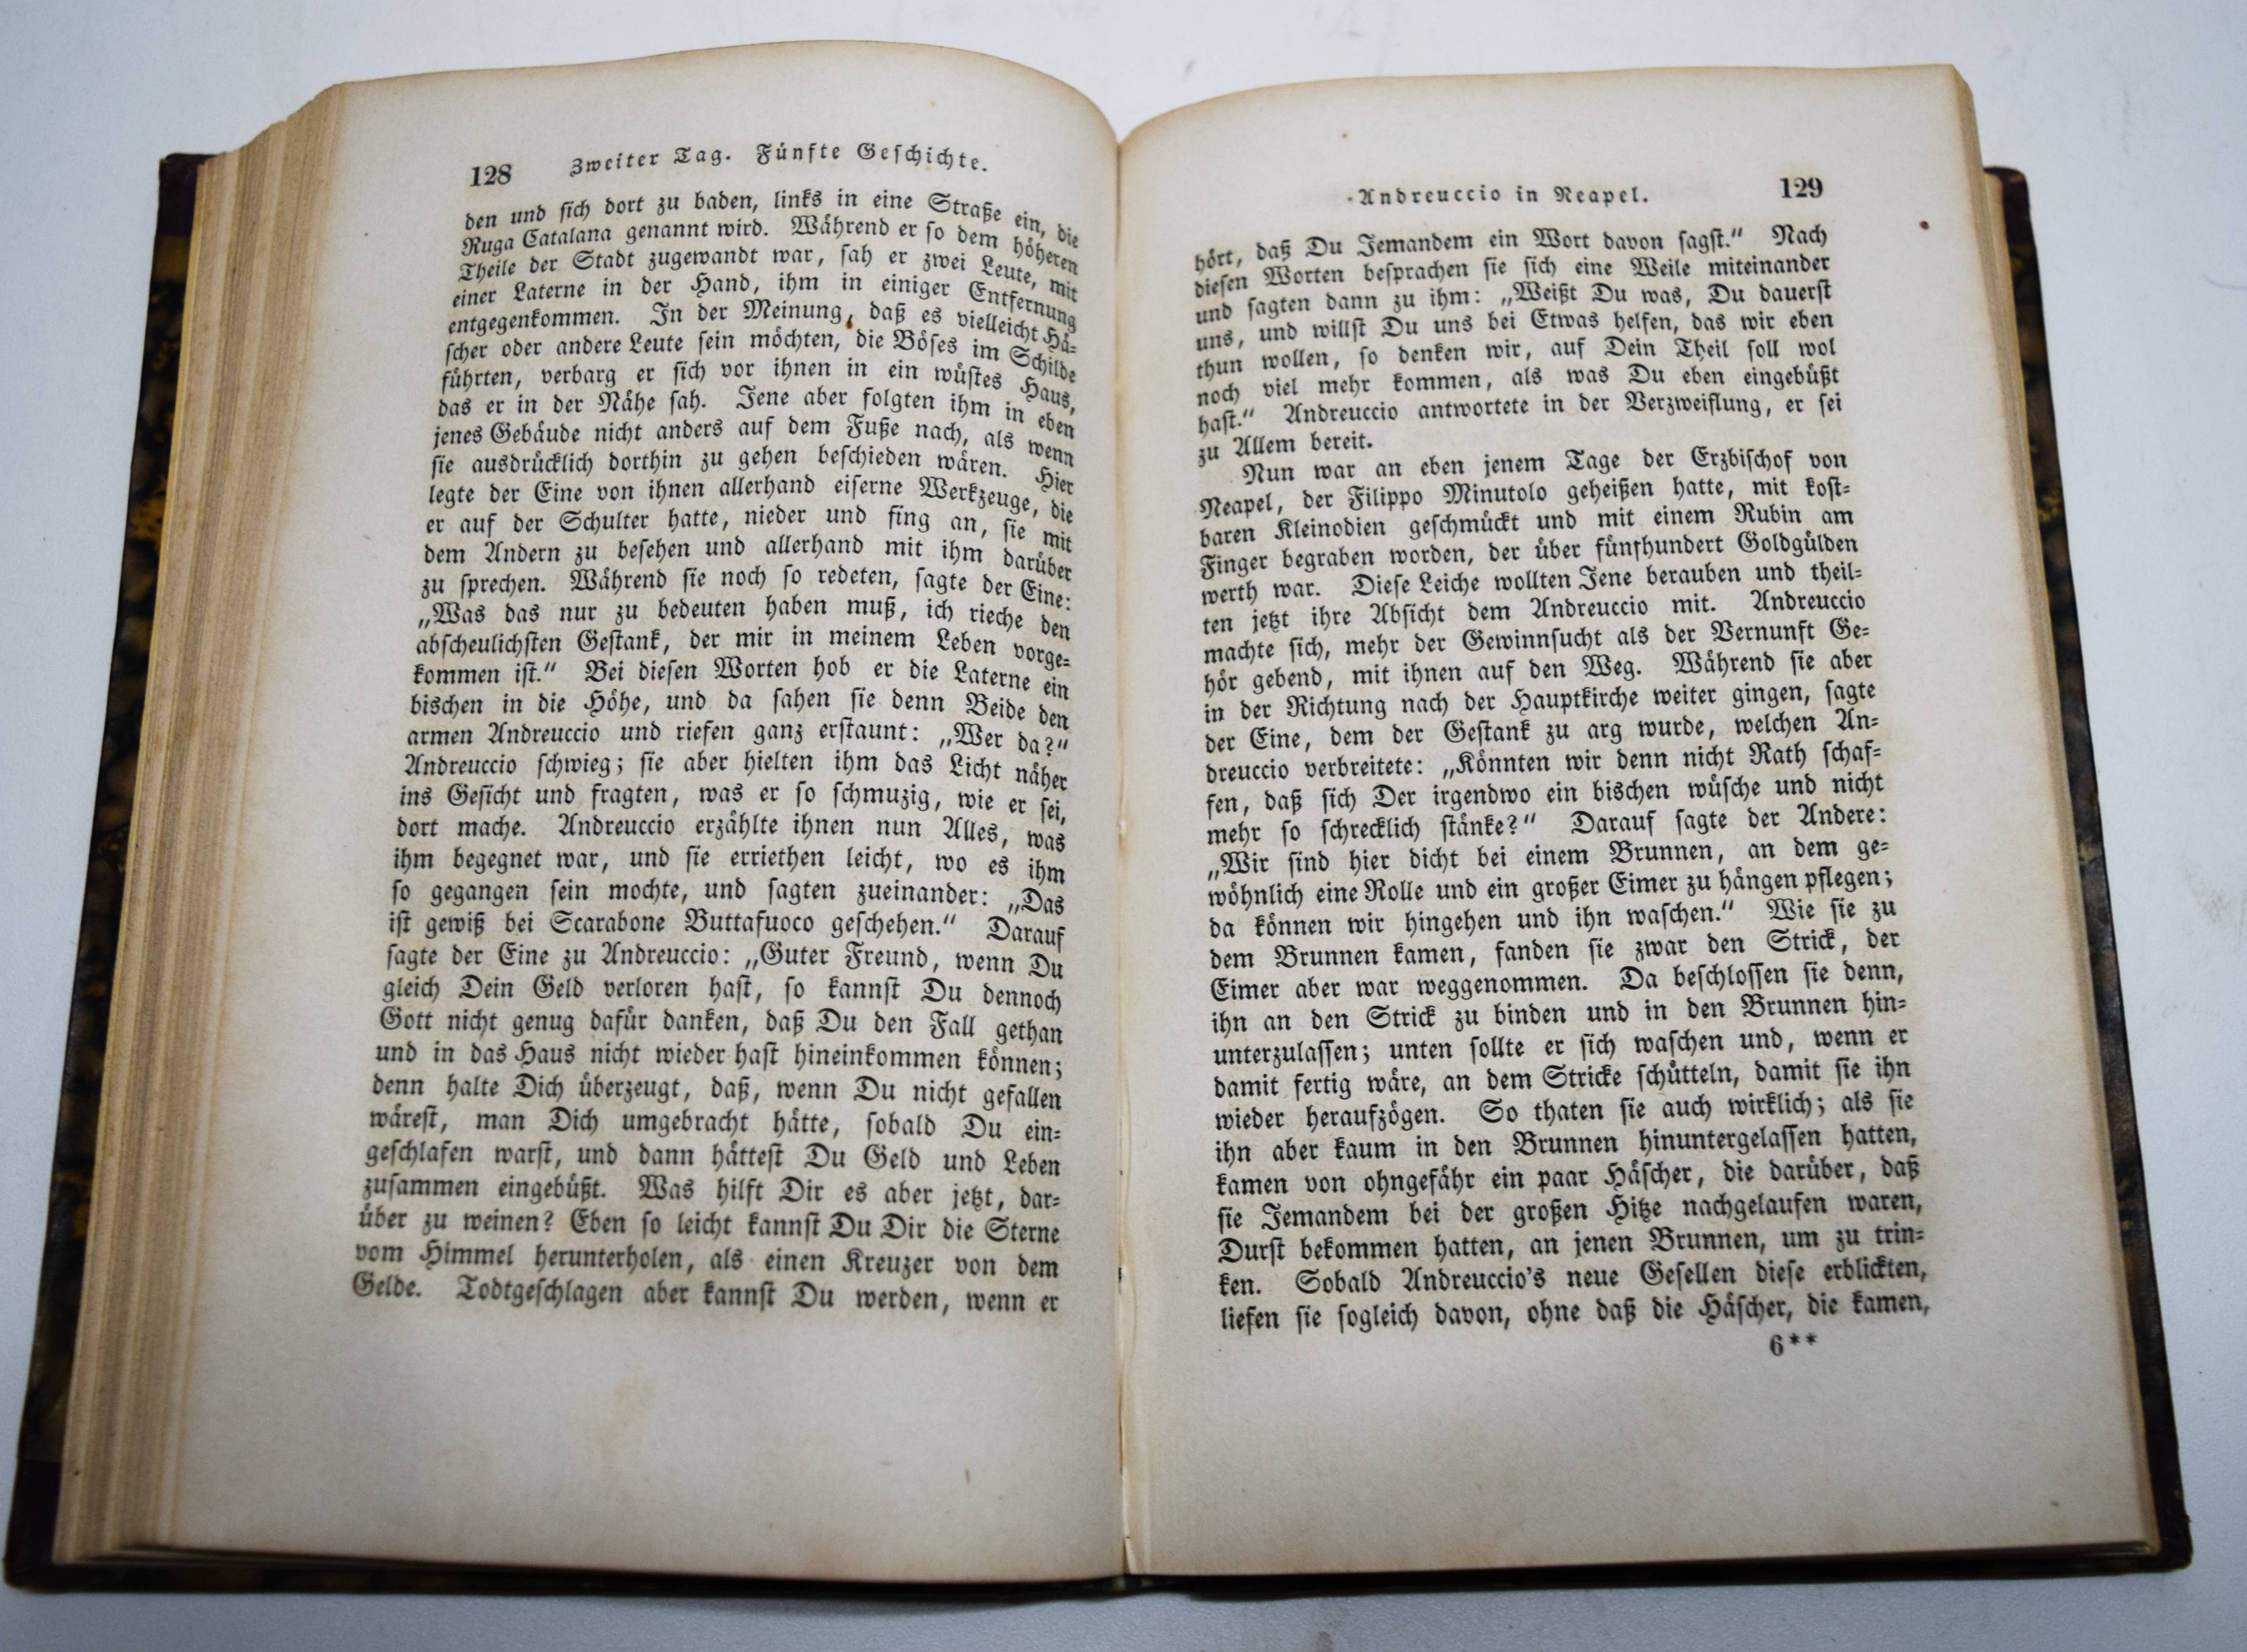 128 Zweiter Tag. Fünfte Geschichte.
den und sich dort zu baden, links in eine Straße ein, die
Ruga Catalana genannt wird. Während er so dem höheren
Theile der Stadt zugewandt war, sah er zwei Leute, mit
einer Laterne in der Hand, ihm in einiger Entfernung
entgegenkommen. In der Meinung, daß es vielleicht Hä-
scher oder andere Leute sein möchten, die Böses im Schilde
führten, verbarg er sich vor ihnen in ein wüstes Haus,
das er in der Nähe sah. Jene aber folgten ihm in eben
jenes Gebäude nicht anders auf dem Fuße nach, als wenn
sie ausdrücklich dorthin zu gehen beschieden wären. Hier
legte der Eine von ihnen allerhand eiserne Werkzeuge, die
er auf der Schulter hatte, nieder und fing an, sie mit
dem Andern zu besehen und allerhand mit ihm darüber
zu sprechen. Während sie noch so redeten, sagte der Eine:
„Was das nur zu bedeuten haben muß, ich rieche den
abscheulichsten Gestank, der mir in meinem Leben vorge-
kommen ist.“ Bei diesen Worten hob er die Laterne ein
bischen in die Höhe, und da sahen sie denn Beide den
armen Andreuccio und riefen ganz erstaunt: „Wer da?“
Andreuccio schwieg; sie aber hielten ihm das Licht näher
ins Gesicht und fragten, was er so schmuzig, wie er sei,
dort mache. Andreuccio erzählte ihnen nun Alles, was
ihm begegnet war, und sie erriethen leicht, wo es ihm
so gegangen sein mochte, und sagten zueinander: „Das
ist gewiß bei Scarabone Buttafuoco geschehen.“ Darauf
sagte der Eine zu Andreuccio: „Guter Freund, wenn Du
gleich Dein Geld verloren hast, so kannst Du dennoch
Gott nicht genug dafür danken, daß Du den Fall gethan
und in das Haus nicht wieder hast hineinkommen können;
denn halte Dich überzeugt, daß, wenn Du nicht gefallen
wärest, man Dich umgebracht hätte, sobald Du ein-
geschlafen warst, und dann hättest Du Geld und Leben
zusammen eingebüßt. Was hilft Dir es aber jetzt, dar-
über zu weinen? Eben so leicht kannst Du Dir die Sterne
vom Himmel herunterholen, als einen Kreuzer von dem
Gelde. Todtgeschlagen aber kannst Du werden, wenn er
Andreuccio in Neapel. 129
hört, daß Du Jemandem ein Wort davon sagst.“ Nach
diesen Worten besprachen sie sich eine Weile miteinander
und sagten dann zu ihm: „Weißt Du was, Du dauerst
uns, und willst Du uns bei Etwas helfen, das wir eben
thun wollen, so denken wir, auf Dein Theil soll wol
noch viel mehr kommen, als was Du eben eingebüßt
hast.“ Andreuccio antwortete in der Verzweiflung, er sei
zu Allem bereit.
Nun war an eben jenem Tage der Erzbischof von
Neapel, der Filippo Minutolo geheißen hatte, mit kost-
baren Kleinodien geschmückt und mit einem Rubin am
Finger begraben worden, der über fünfhundert Goldgülden
werth war. Diese Leiche wollten Jene berauben und theil-
ten jetzt ihre Absicht dem Andreuccio mit. Andreuccio
machte sich, mehr der Gewinnsucht als der Vernunft Ge-
hör gebend, mit ihnen auf den Weg. Während sie aber
in der Richtung nach der Hauptkirche weiter gingen, sagte
der Eine, dem der Gestank zu arg wurde, welchen An-
dreuccio verbreitete: „Könnten wir denn nicht Rath schaf-
fen, daß sich Der irgendwo ein bischen wüsche und nicht
mehr so schrecklich stänke?“ Darauf sagte der Andere:
„Wir sind hier dicht bei einem Brunnen, an dem ge-
wöhnlich eine Rolle und ein großer Eimer zu hängen pflegen;
da können wir hingehen und ihn waschen.“ Wie sie zu
dem Brunnen kamen, fanden sie zwar den Strick, der
Eimer aber war weggenommen. Da beschlossen sie denn,
ihn an den Strick zu binden und in den Brunnen hin-
unterzulassen; unten sollte er sich waschen und, wenn er
damit fertig wäre, an dem Stricke schütteln, damit sie ihn
wieder heraufzögen. So thaten sie auch wirklich; als sie
ihn aber kaum in den Brunnen hinuntergelassen hatten,
kamen von ohngefähr ein paar Häscher, die darüber, daß
sie Jemandem bei der großen Hitze nachgelaufen waren,
Durst bekommen hatten, an jenen Brunnen, um zu trin-
ken. Sobald Andreuccio's neue Gesellen diese erblickten,
liefen sie sogleich davon, ohne daß die Häscher, die kamen,
6**